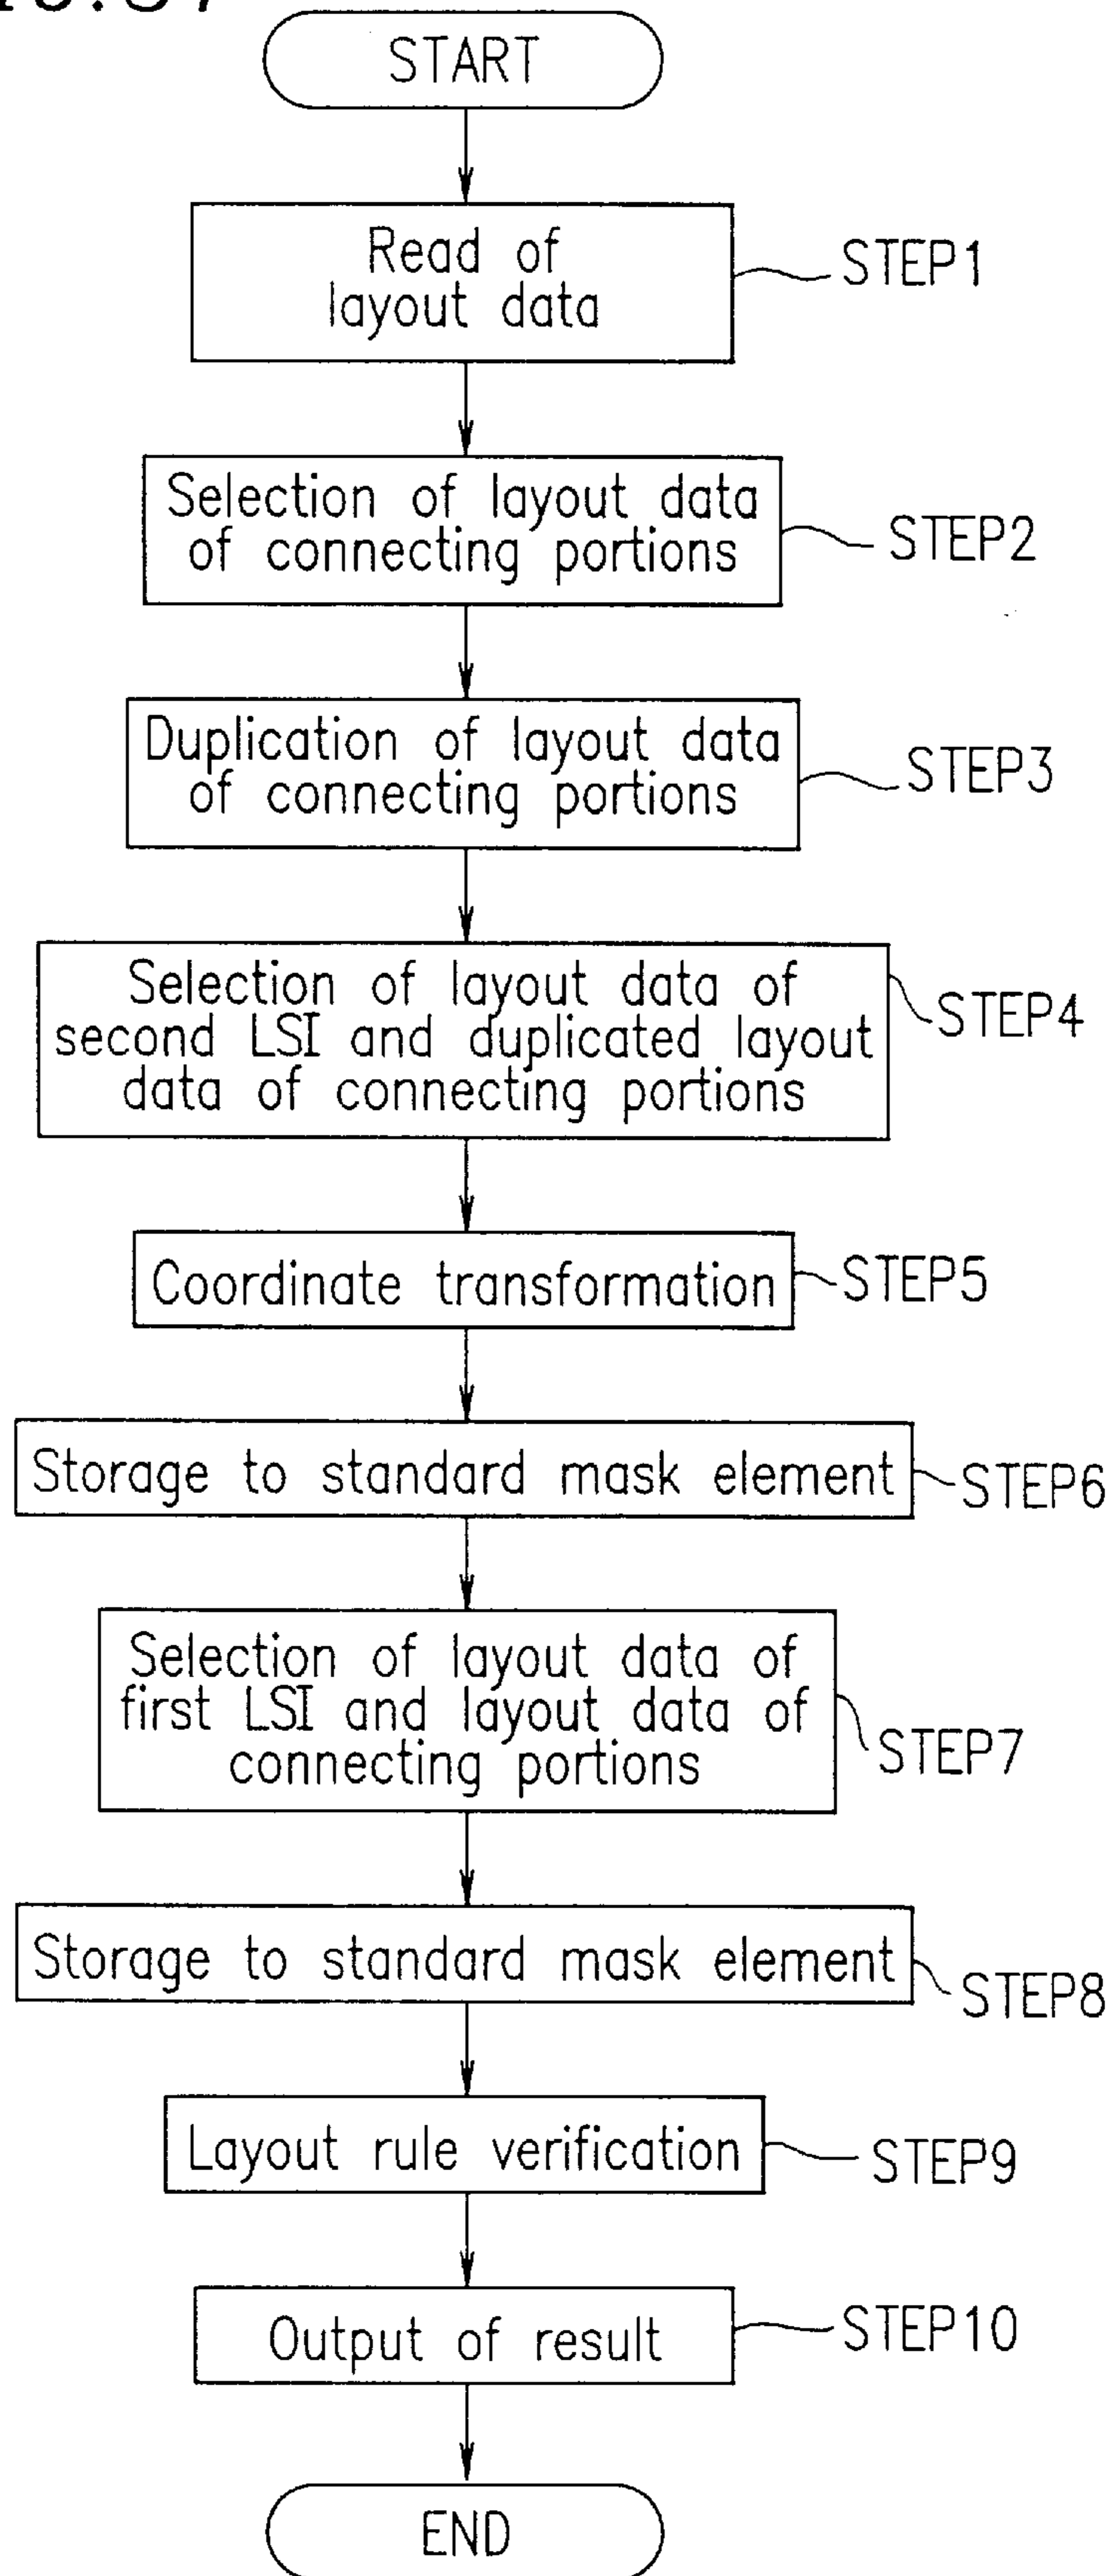 START
Read of
layout data
STEP1
Selection of layout data
of connecting portions
STEP2
Duplication of layout data
of connecting portions
STEP3
Selection of layout data of
second LSI and duplicated layout
data of connecting portions
STEP4
Coordinate transformation
STEP5
Storage to standard mask element
STEP6
Selection of layout data of
first LSI and layout data of
connecting portions
STEP7
Storage to standard mask element
STEP8
Layout rule verification
STEP9
Output of result
STEP10
END